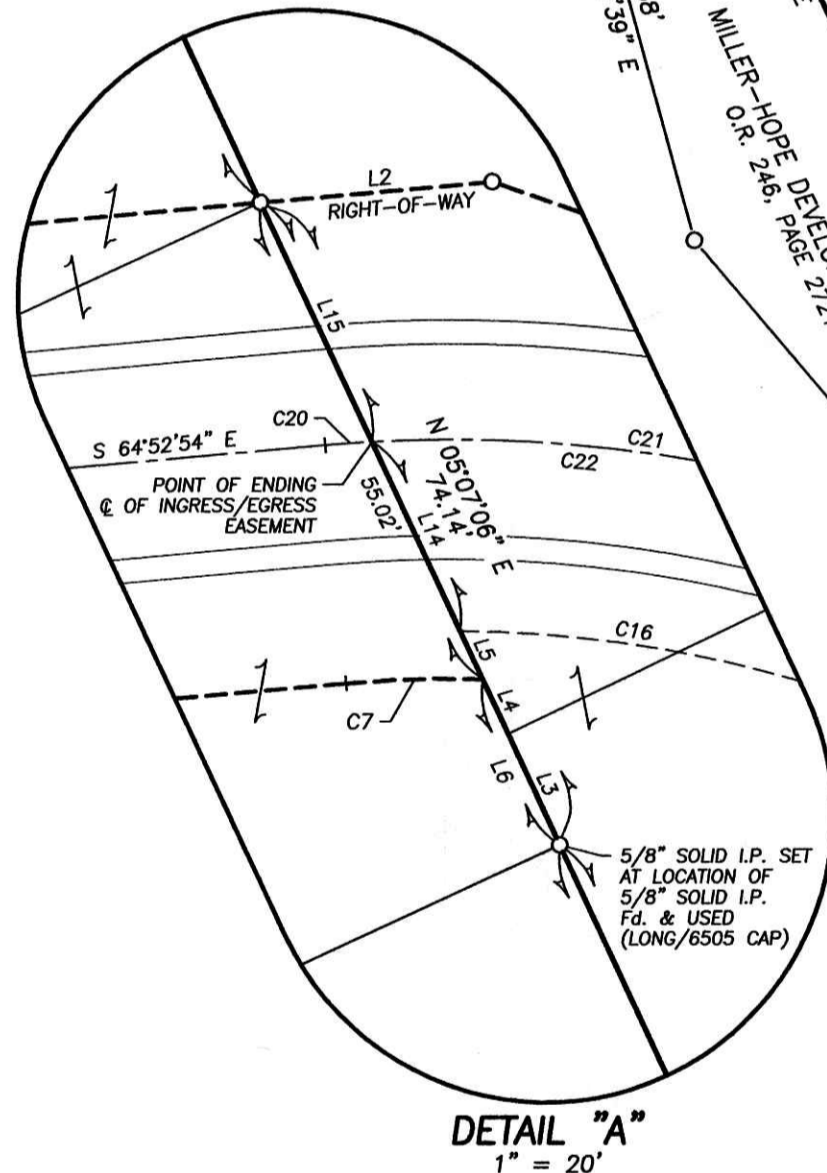 8'
'39" E
E
MILLER-HOPE DEVELO
O.R. 246, PAGE 272
L2
RIGHT-OF-WAY
L15
C20
S 64°52'54" E
C21
C22
POINT OF ENDING
℄ OF INGRESS/EGRESS
EASEMENT
N 05°07'06" E
74.14'
55.02'
L14
C16
L5
L4
C7
L6
L3
5/8" SOLID I.P. SET
AT LOCATION OF
5/8" SOLID I.P.
Fd. & USED
(LONG/6505 CAP)
DETAIL "A"
1" = 20'